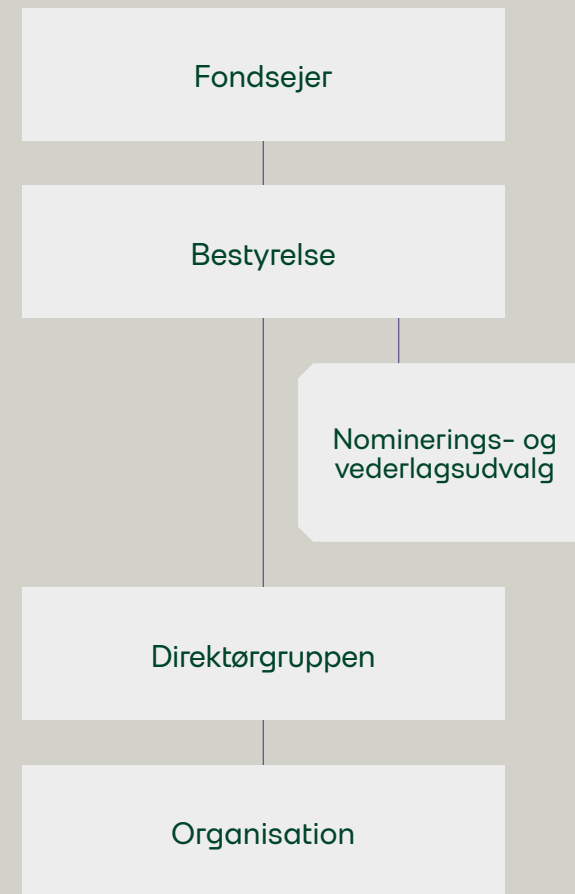 Fondsejer
Bestyrelse
Nominerings- og
vederlagsudvalg
Direktørgruppen
Organisation